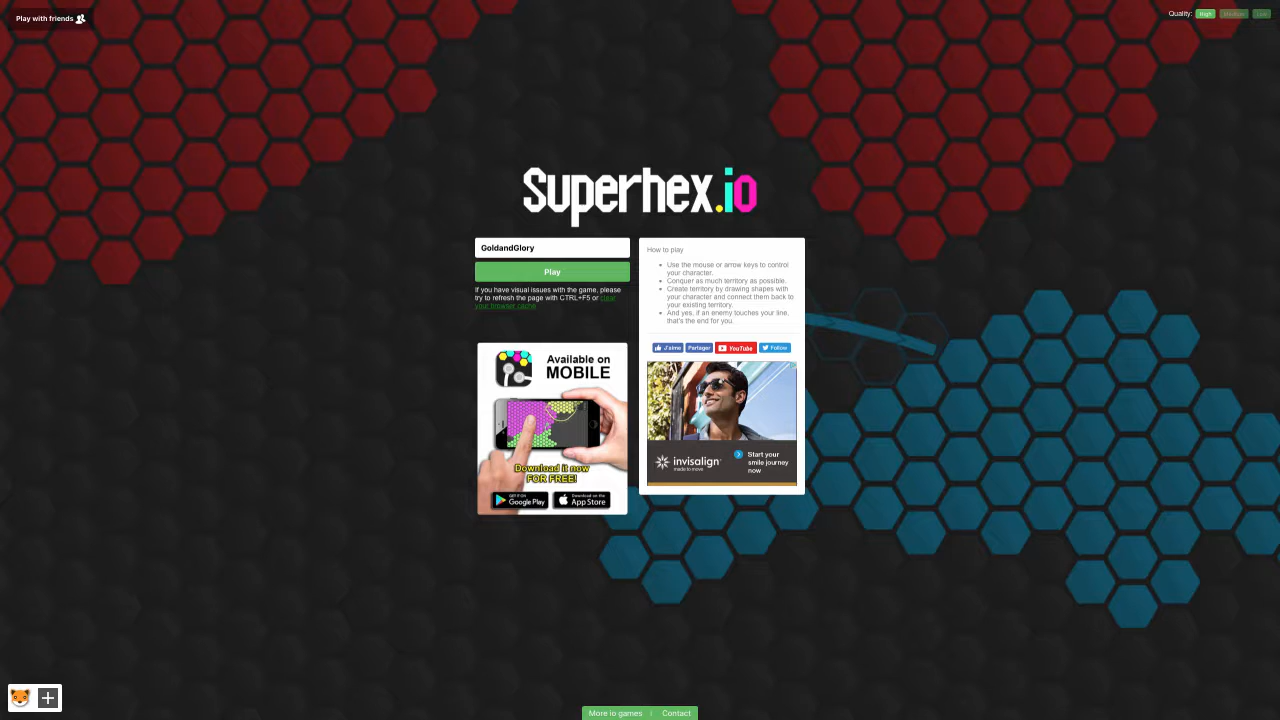 Play with friends
Quality: High Medium Low
Superhex.io
GoldandGlory
Play
If you have visual issues with the game, please
try to refresh the page with CTRL+F5 or clear
your browser cache
Available on
MOBILE
Download it now
FOR FREE!
GET IT ON
Google Play
Download on the
App Store
How to play
Use the mouse or arrow keys to control
your character.
Conquer as much territory as possible.
Create territory by drawing shapes with
your character and connect them back to
your existing territory.
And yes, if an enemy touches your line,
that's the end for you.
J'aime Partager YouTube Follow
invisalign
made to move
Start your
smile journey
now
More io games | Contact